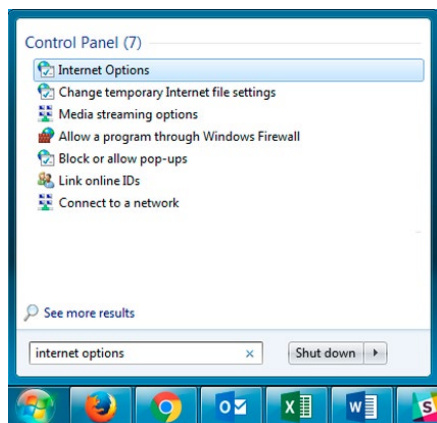 Control Panel (7)
Internet Options
Change temporary Internet file settings
Media streaming options
Allow a program through Windows Firewall
Block or allow pop-ups
Link online IDs
Connect to a network
See more results
internet options × Shut down
O X W S